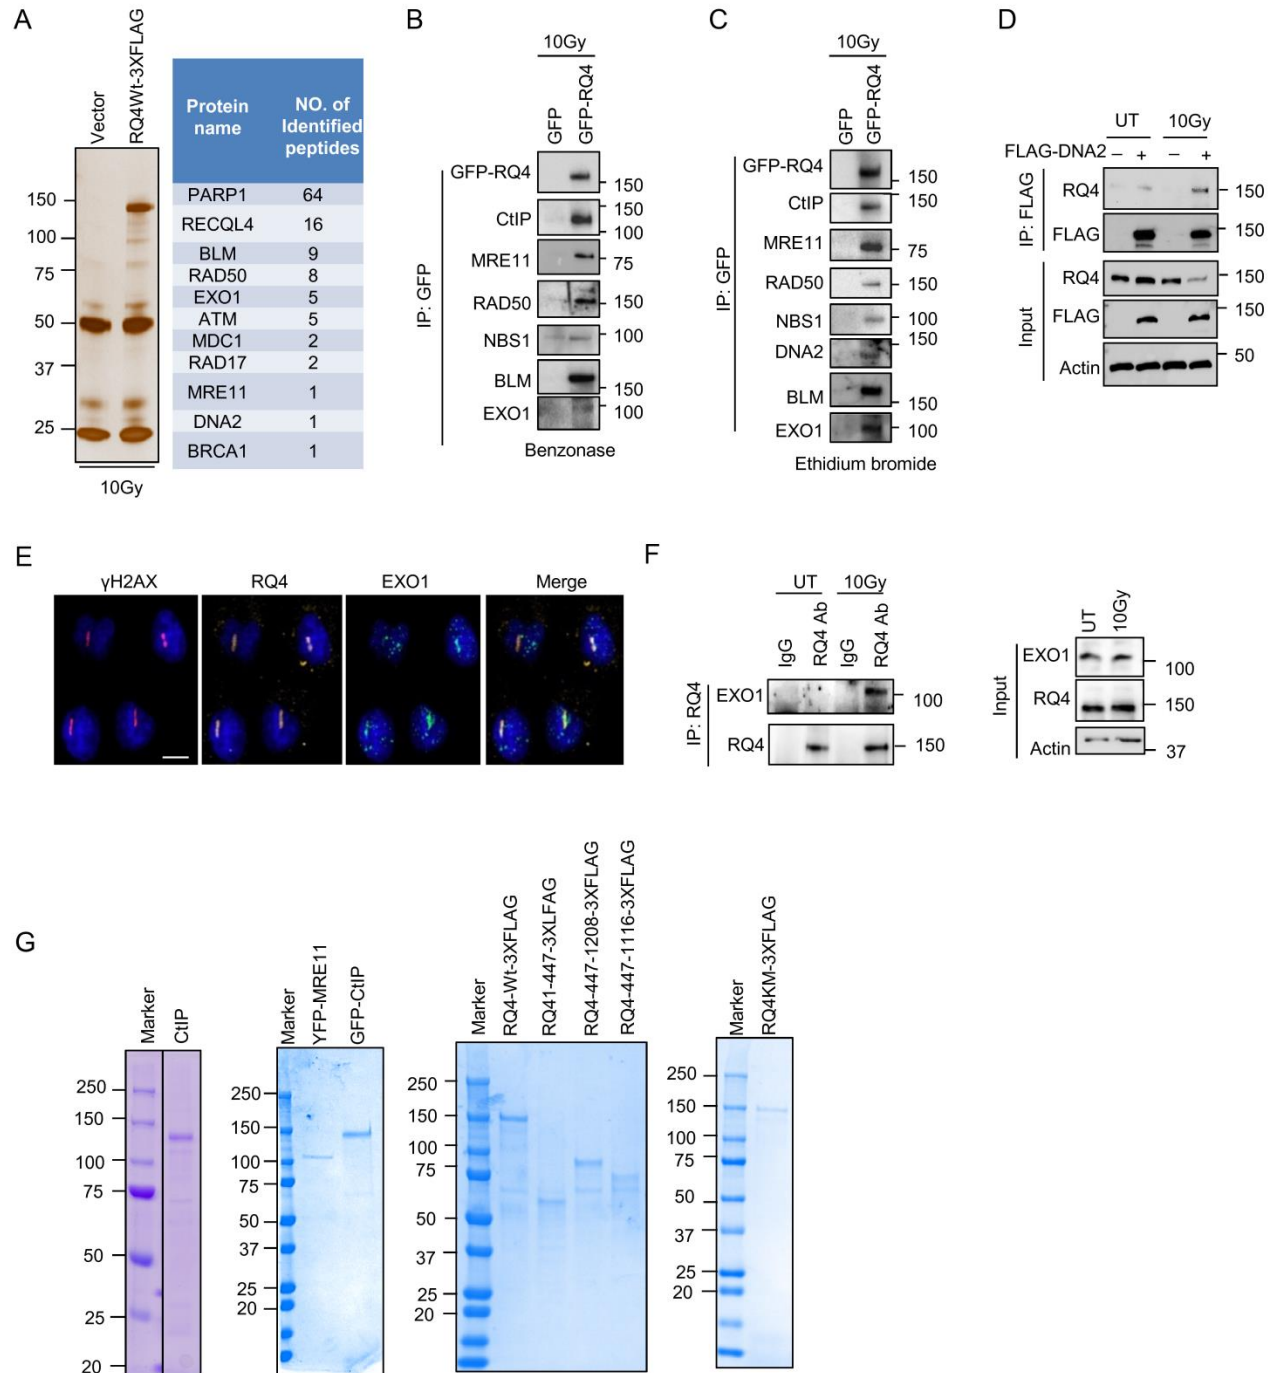 A
Vector
RQ4Wt-3XFLAG
150
100
75
50
37
25
10Gy
Protein name
NO. of Identified peptides
PARP1 64
RECQL4 16
BLM 9
RAD50 8
EXO1 5
ATM 5
MDC1 2
RAD17 2
MRE11 1
DNA2 1
BRCA1 1
B
10Gy
GFP
GFP-RQ4
IP: GFP
GFP-RQ4 150
CtIP 150
100
MRE11 75
RAD50 150
NBS1 100
BLM 150
EXO1 100
Benzonase
C
10Gy
GFP
GFP-RQ4
IP: GFP
GFP-RQ4 150
CtIP
MRE11 75
RAD50 150
NBS1 100
150
DNA2
BLM 150
EXO1 100
Ethidium bromide
D
UT 10Gy
FLAG-DNA2 – + – +
IP: FLAG
RQ4 150
FLAG 150
Input
RQ4 150
FLAG 150
Actin 50
E
γH2AX RQ4 EXO1 Merge
F
UT 10Gy
IgG
RQ4 Ab
IgG
RQ4 Ab
IP: RQ4
EXO1 100
RQ4 150
UT
10Gy
Input
EXO1 100
RQ4 150
Actin 37
G
Marker
CtIP
250
150
100
75
50
25
20
Marker
YFP-MRE11
GFP-CtIP
250
150
100
75
50
37
25
20
Marker
RQ4-Wt-3XFLAG
RQ41-447-3XLFAG
RQ4-447-1208-3XFLAG
RQ4-447-1116-3XFLAG
250
150
100
75
50
37
25
20
Marker
RQ4KM-3XFLAG
250
150
100
75
50
37
25
20